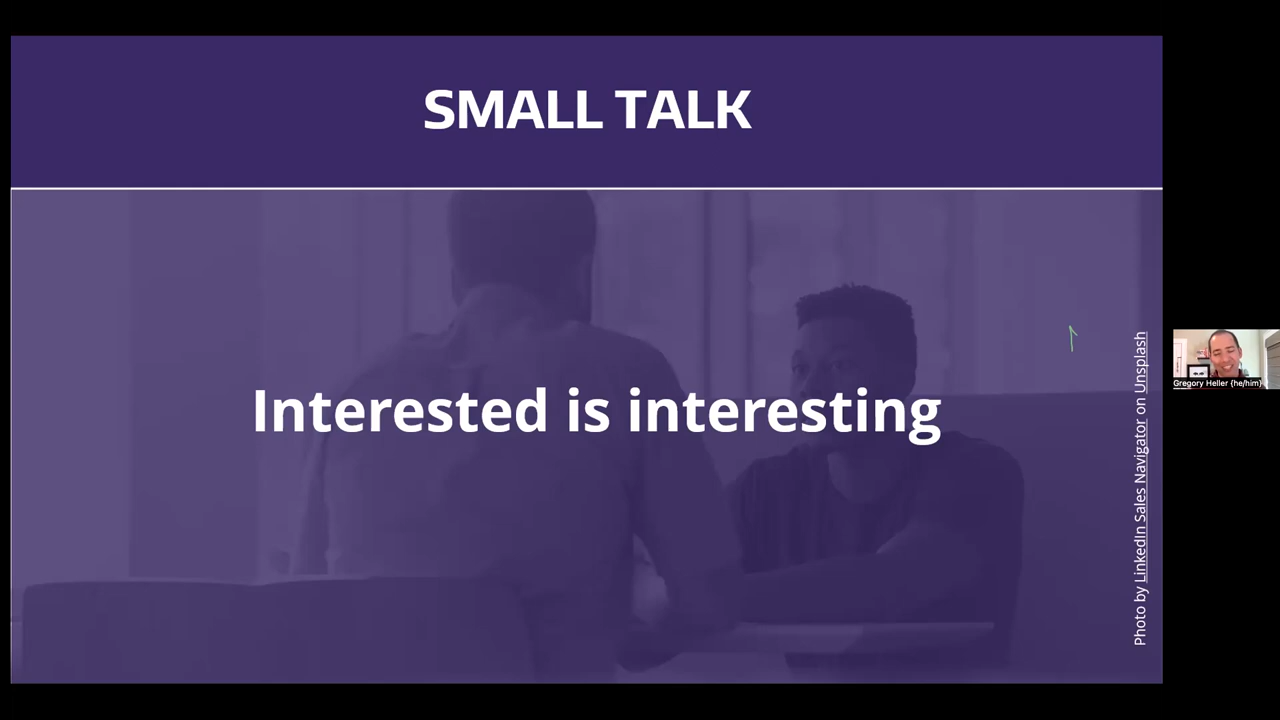 SMALL TALK
Interested is interesting
Photo by LinkedIn Sales Navigator on Unsplash
Gregory Heller (he/him)